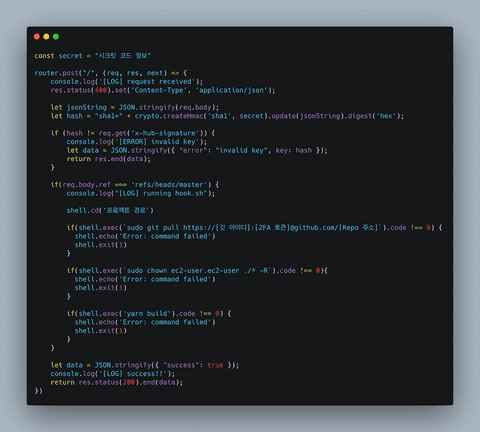 const secret = "시크릿 코드 정보"
router.post("/", (req, res, next) => {
console.log('[LOG] request received');
res.status(400).set('Content-Type', 'application/json');
let jsonString = JSON.stringify(req.body);
let hash = "sha1=" + crypto.createHmac('sha1', secret).update(jsonString).digest('hex');
if (hash != req.get('x-hub-signature')) {
console.log('[ERROR] invalid key');
let data = JSON.stringify({ "error": "invalid key", key: hash });
return res.end(data);
}
if(req.body.ref === 'refs/heads/master') {
console.log("[LOG] running hook.sh");
shell.cd('프로젝트 경로')
if(shell.exec(`sudo git pull https://[깃 아이디]:[2FA 토큰]@github.com/[Repo 주소]`).code !== 0) {
shell.echo('Error: command failed')
shell.exit(1)
}
if(shell.exec(`sudo chown ec2-user.ec2-user ./* -R`).code !== 0){
shell.echo('Error: command failed')
shell.exit(1)
}
if(shell.exec('yarn build').code !== 0) {
shell.echo('Error: command failed')
shell.exit(1)
}
}
let data = JSON.stringify({ "success": true });
console.log('[LOG] success!!');
return res.status(200).end(data);
})